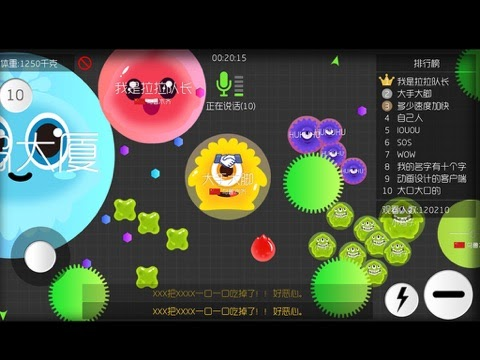 体重:1250千克
00:20:15
排行榜
10
正在说话(10)
我是拉拉队长
1 我是拉拉队长
2 大手大脚
3 多少速度加快
4 自己人
5 IOUOU
6 SOS
7 WOW
8 我的名字有十个字
9 动画设计的客户端
10 大口大口的
观看人数:120210
大厦
HUHUHU
HUHUHU
XXX把XXXX一口一口吃掉了！！好恶心。
XXX把XXXX一口一口吃掉了！！好恶心。